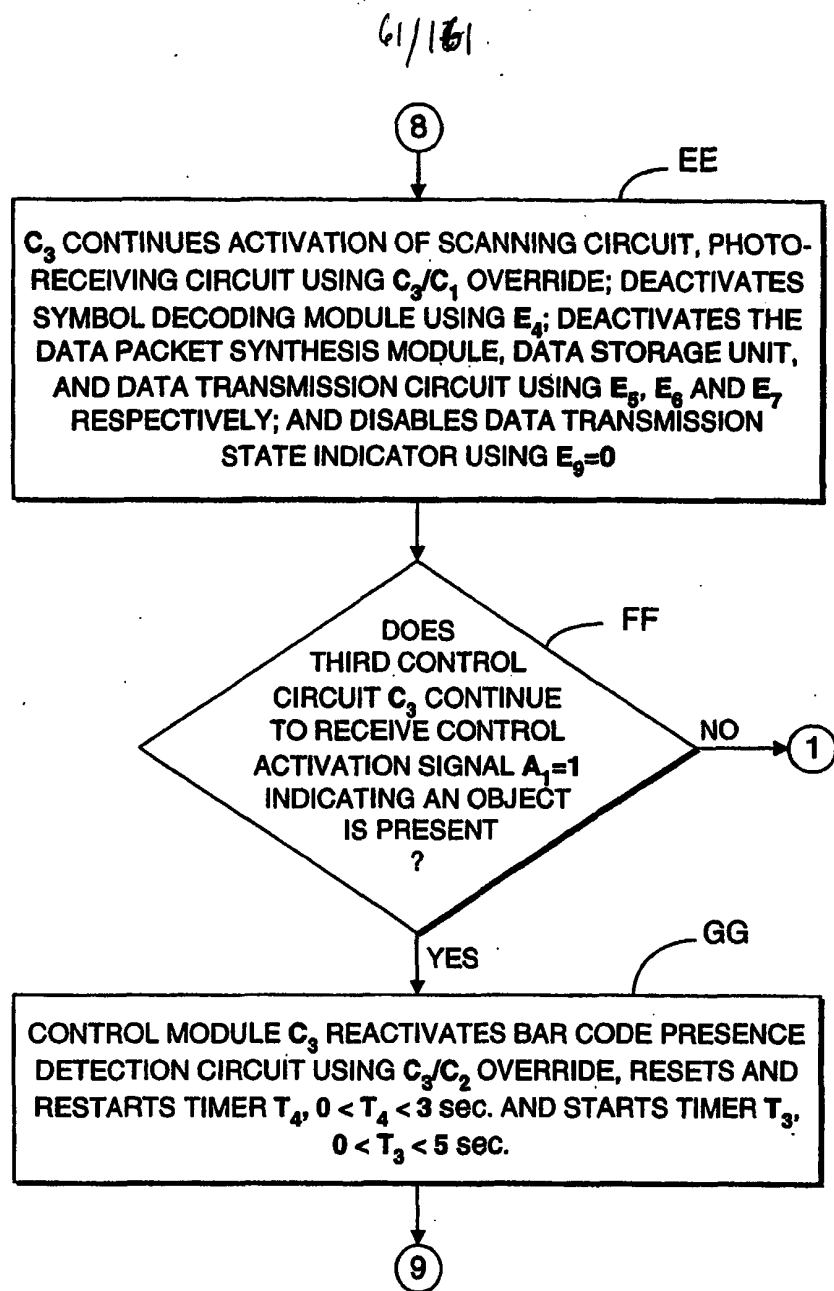 61/161
8
EE
C₃ CONTINUES ACTIVATION OF SCANNING CIRCUIT, PHOTO-
RECEIVING CIRCUIT USING C₃/C₁ OVERRIDE; DEACTIVATES
SYMBOL DECODING MODULE USING E₄; DEACTIVATES THE
DATA PACKET SYNTHESIS MODULE, DATA STORAGE UNIT,
AND DATA TRANSMISSION CIRCUIT USING E₅, E₆ AND E₇
RESPECTIVELY; AND DISABLES DATA TRANSMISSION
STATE INDICATOR USING E₉=0
FF
DOES
THIRD CONTROL
CIRCUIT C₃ CONTINUE
TO RECEIVE CONTROL
ACTIVATION SIGNAL A₁=1
INDICATING AN OBJECT
IS PRESENT
?
NO
1
YES
GG
CONTROL MODULE C₃ REACTIVATES BAR CODE PRESENCE
DETECTION CIRCUIT USING C₃/C₂ OVERRIDE, RESETS AND
RESTARTS TIMER T₄, 0 < T₄ < 3 sec. AND STARTS TIMER T₃,
0 < T₃ < 5 sec.
9